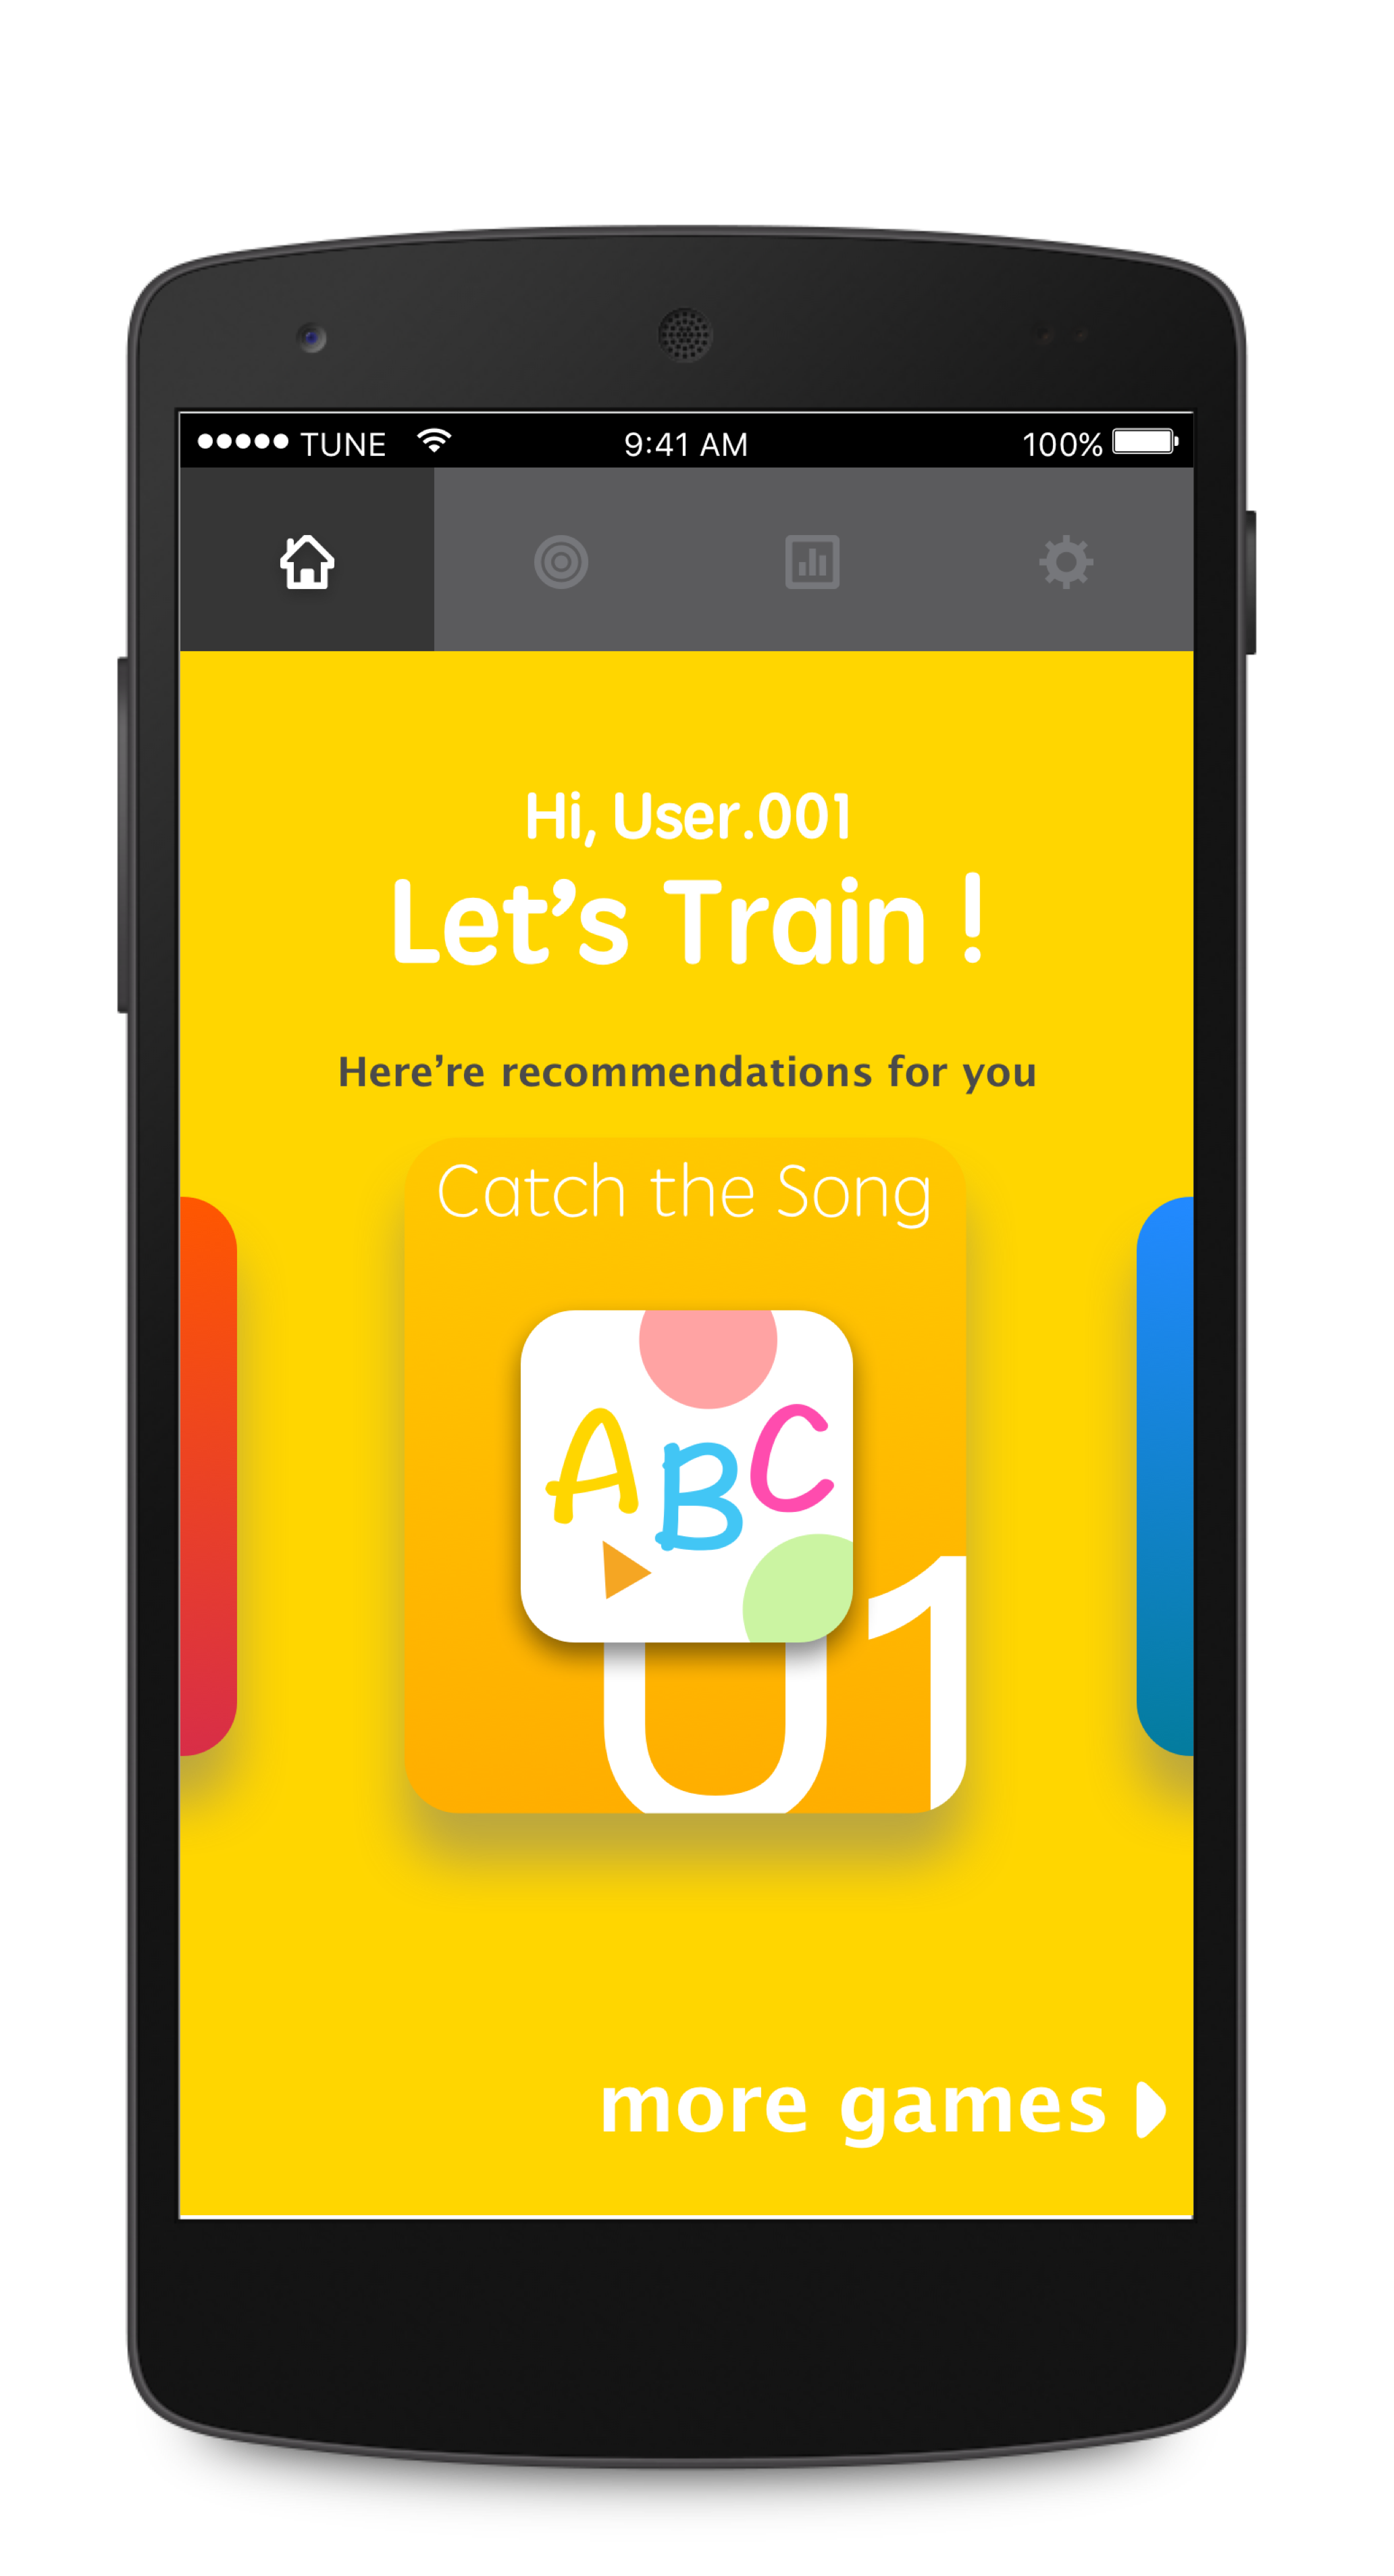 TUNE 9:41 AM 100%
Hi, User.001
Let’s Train !
Here’re recommendations for you
Catch the Song
ABC
01
more games